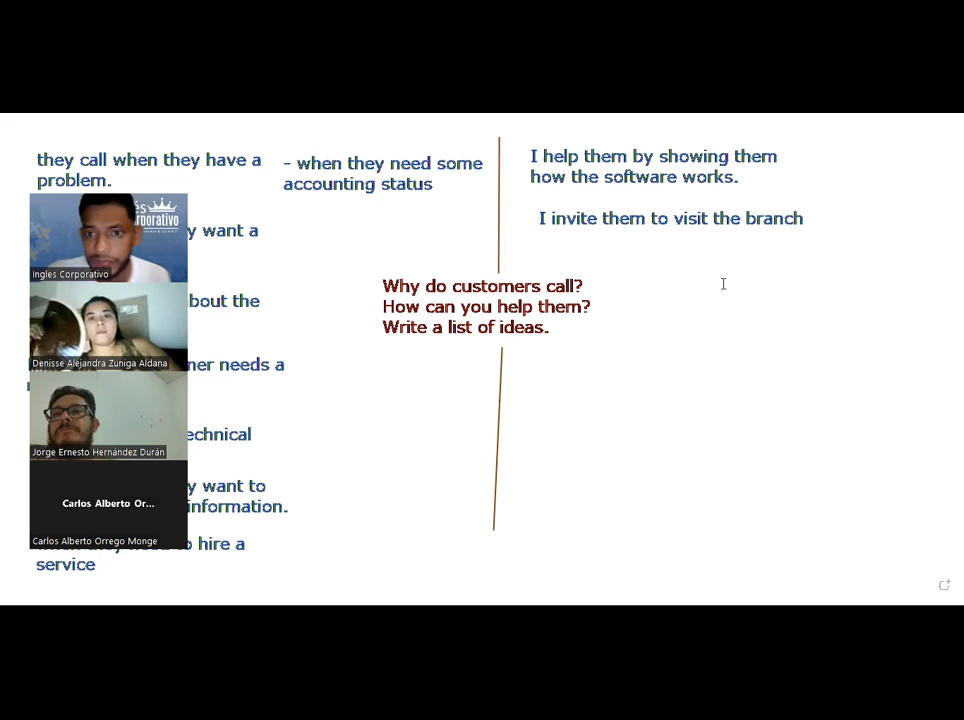 they call when they have a
problem.
- when they need some
accounting status
y want a
bout the
mer needs a
echnical
y want to
information.
to hire a
service
I help them by showing them
how the software works.
I invite them to visit the branch
Why do customers call?
How can you help them?
Write a list of ideas.
Ingles Corporativo
Denisse Alejandra Zuniga Aldana
Jorge Ernesto Hernández Durán
Carlos Alberto Or...
Carlos Alberto Orrego Monge